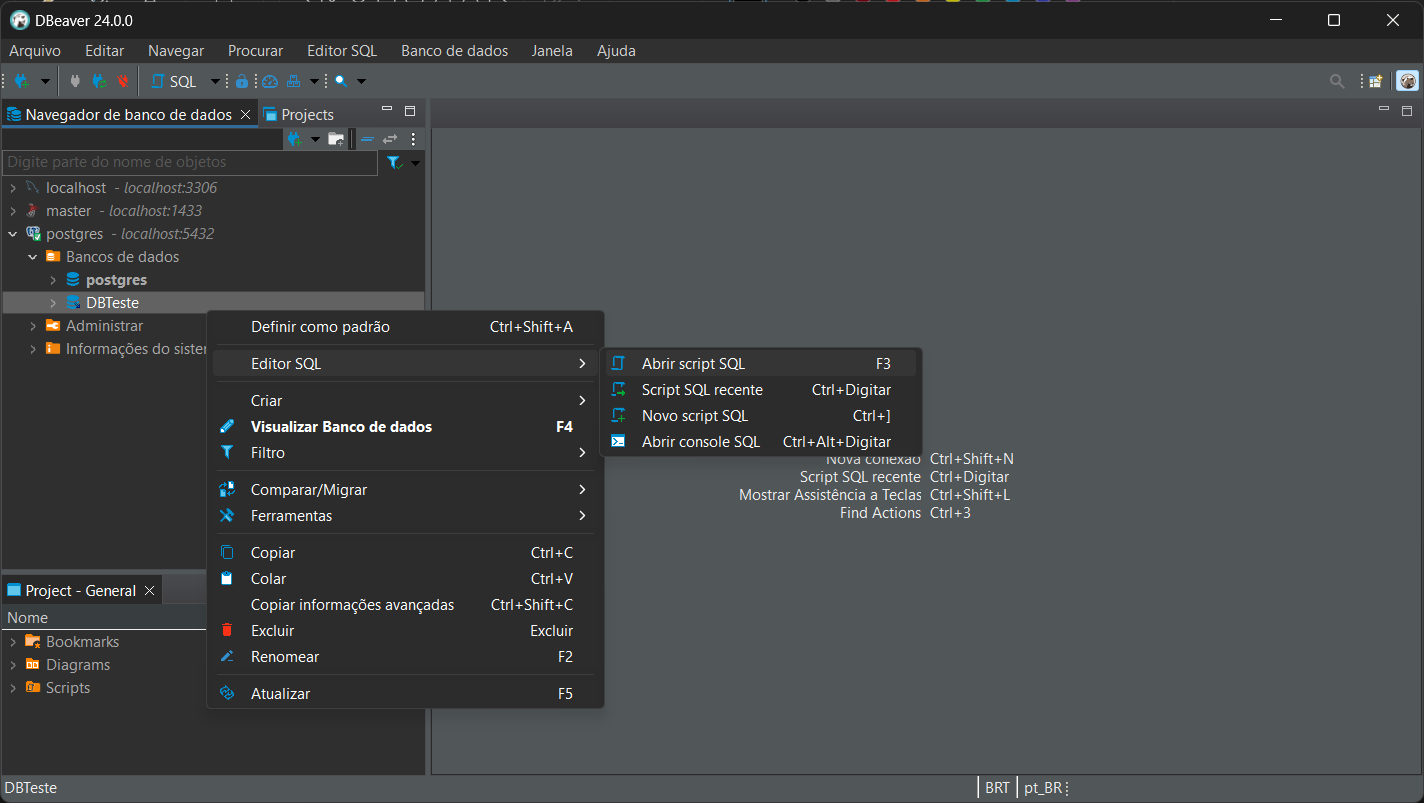 DBeaver 24.0.0
Arquivo Editar Navegar Procurar Editor SQL Banco de dados Janela Ajuda
SQL
Navegador de banco de dados Projects
Digite parte do nome de objetos
localhost - localhost:3306
master - localhost:1433
postgres - localhost:5432
Bancos de dados
postgres
DBTeste
Administrar
Informações do sister
Definir como padrão Ctrl+Shift+A
Editor SQL
Criar
Visualizar Banco de dados F4
Filtro
Comparar/Migrar
Ferramentas
Copiar Ctrl+C
Colar Ctrl+V
Copiar informações avançadas Ctrl+Shift+C
Excluir Excluir
Renomear F2
Atualizar F5
Abrir script SQL F3
Script SQL recente Ctrl+Digitar
Novo script SQL Ctrl+]
Abrir console SQL Ctrl+Alt+Digitar
Nova conexão Ctrl+Shift+N
Script SQL recente Ctrl+Digitar
Mostrar Assistência a Teclas Ctrl+Shift+L
Find Actions Ctrl+3
Project - General
Nome
Bookmarks
Diagrams
Scripts
DBTeste BRT pt_BR